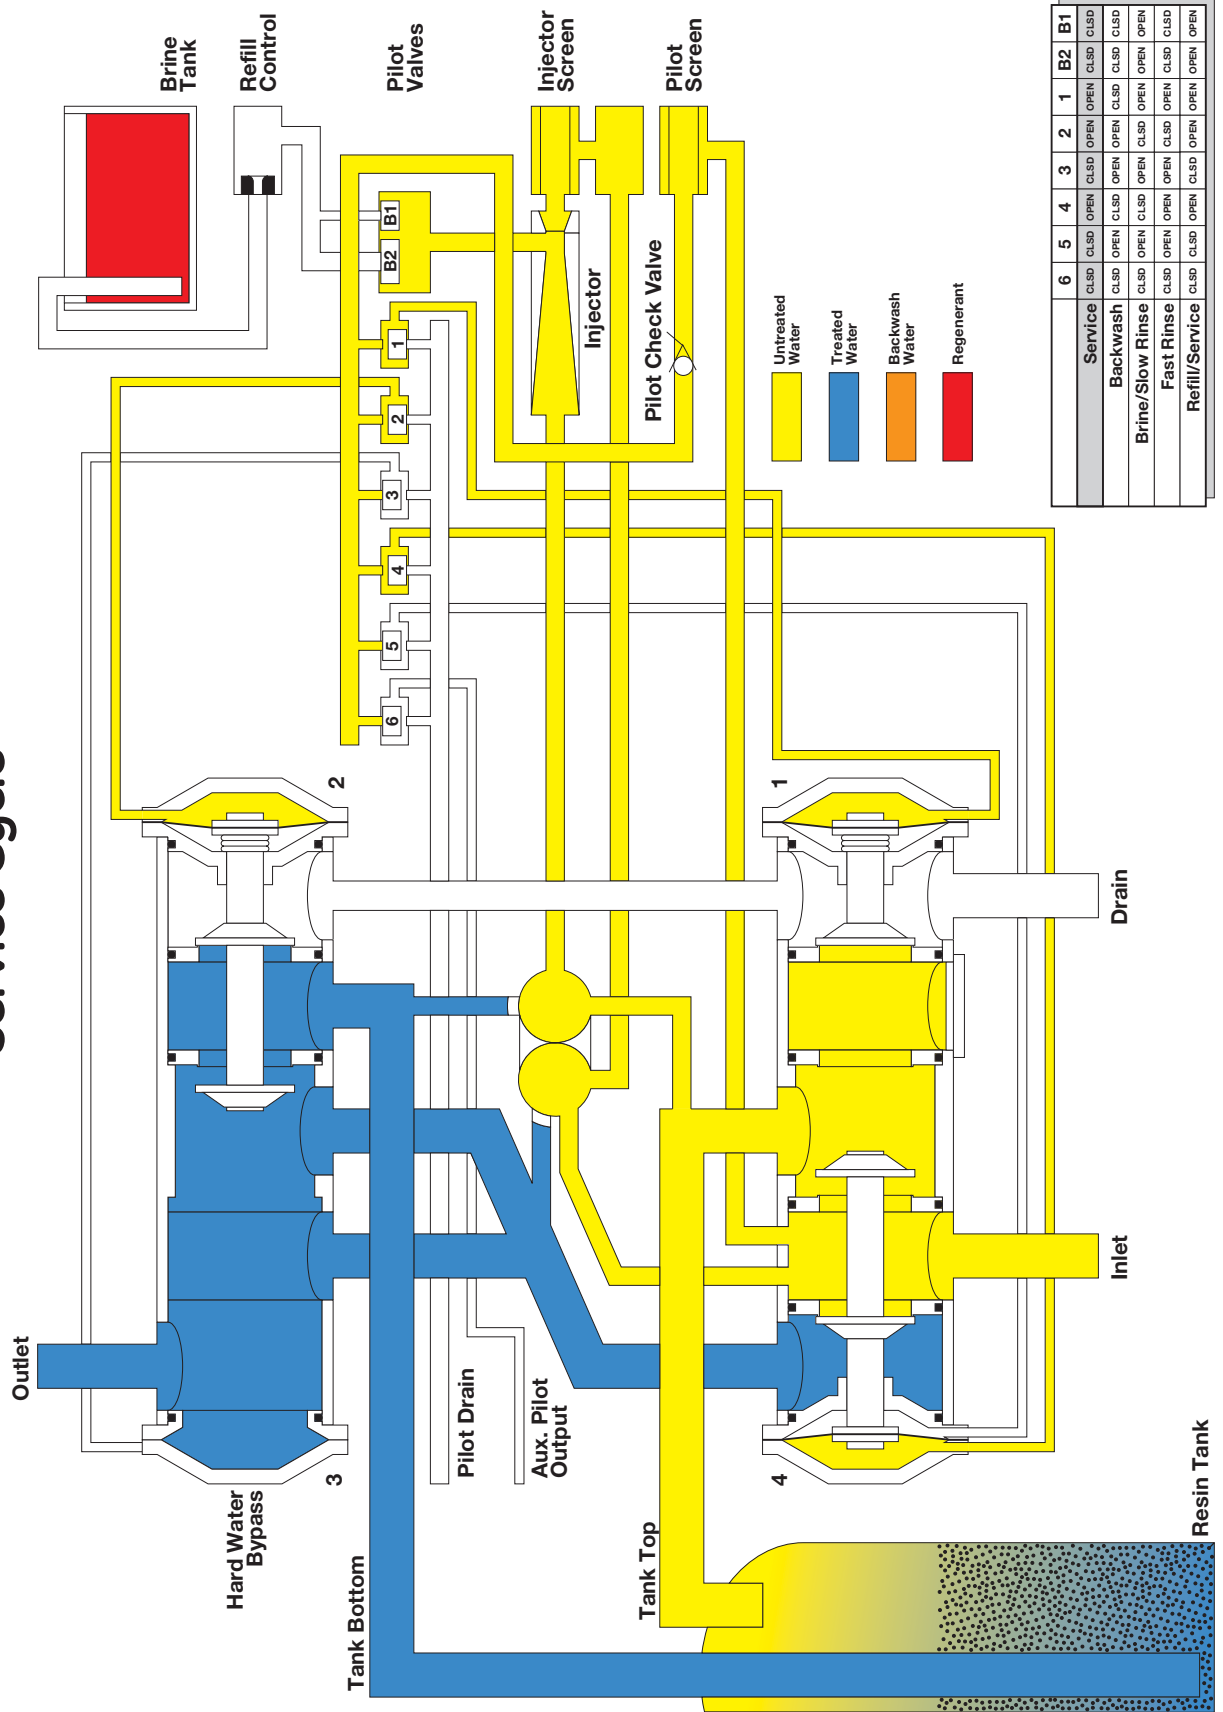 Service Cycle
Outlet
Brine
Tank
Refill
Control
Hard Water
Bypass
3
2
Pilot
Valves
6
5
4
3
2
1
B2
B1
Tank Bottom
Pilot Drain
Aux. Pilot
Output
Injector
Screen
Injector
Tank Top
Pilot Check Valve
Pilot
Screen
4
1
Untreated
Water
Treated
Water
Backwash
Water
Regenerant
Inlet
Drain
Resin Tank
6 5 4 3 2 1 B2 B1
Service CLSD CLSD OPEN OPEN OPEN OPEN CLSD CLSD
Backwash CLSD OPEN CLSD OPEN OPEN CLSD CLSD CLSD
Brine/Slow Rinse CLSD OPEN CLSD OPEN CLSD OPEN OPEN OPEN
Fast Rinse CLSD CLSD OPEN OPEN CLSD OPEN CLSD CLSD
Refill/Service CLSD CLSD OPEN CLSD OPEN OPEN OPEN OPEN